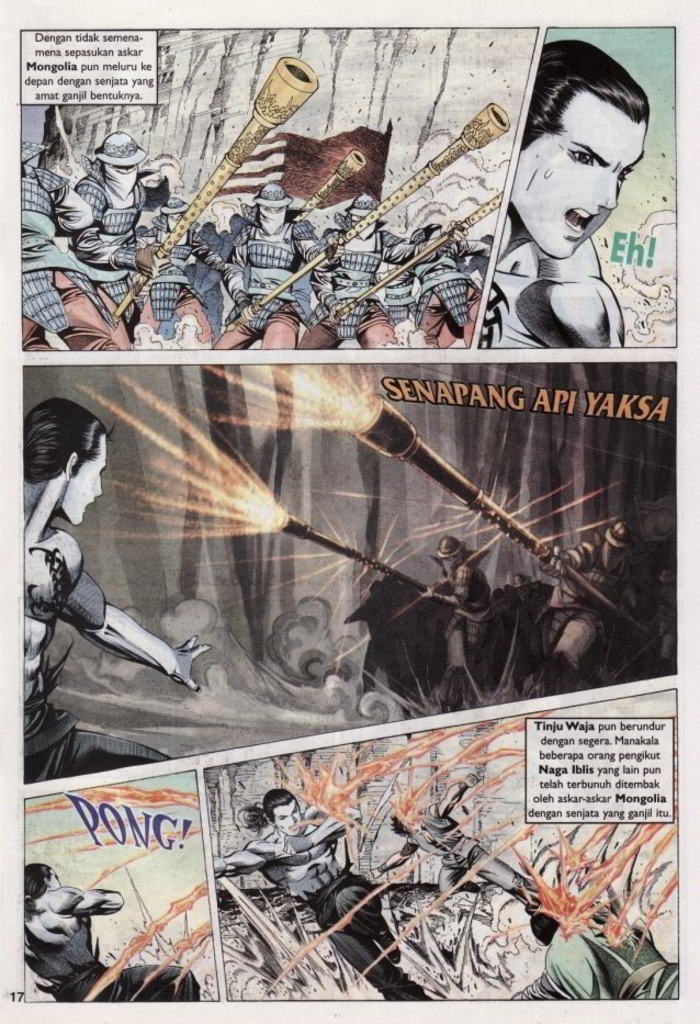 Dengan tidak semena-
mena sepasukan askar
Mongolia pun meluru ke
depan dengan senjata yang
amat ganjil bentuknya.
Eh!
SENAPANG API YAKSA
Tinju Waja pun berundur
dengan segera. Manakala
beberapa orang pengikut
Naga Iblis yang lain pun
telah terbunuh ditembak
oleh askar-askar Mongolia
dengan senjata yang ganjil itu.
PONG!
17